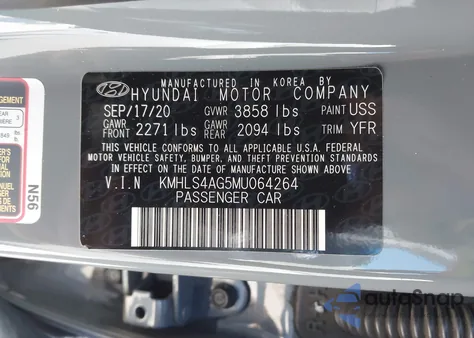 MANUFACTURED IN KOREA BY
HYUNDAI MOTOR COMPANY
SEP/17/20 GVWR 3858 lbs PAINT USS
GAWR FRONT 2271 lbs GAWR REAR 2094 lbs TRIM YFR
THIS VEHICLE CONFORMS TO ALL APPLICABLE FEDERAL
MOTOR VEHICLE SAFETY, BUMPER, AND THEFT PREVENTION STANDARDS
IN EFFECT ON THE DATE OF MANUFACTURE SHOWN ABOVE.
V.I.N KMHLS4AG5MU064264
PASSENGER CAR
N56
3
AutoSnap